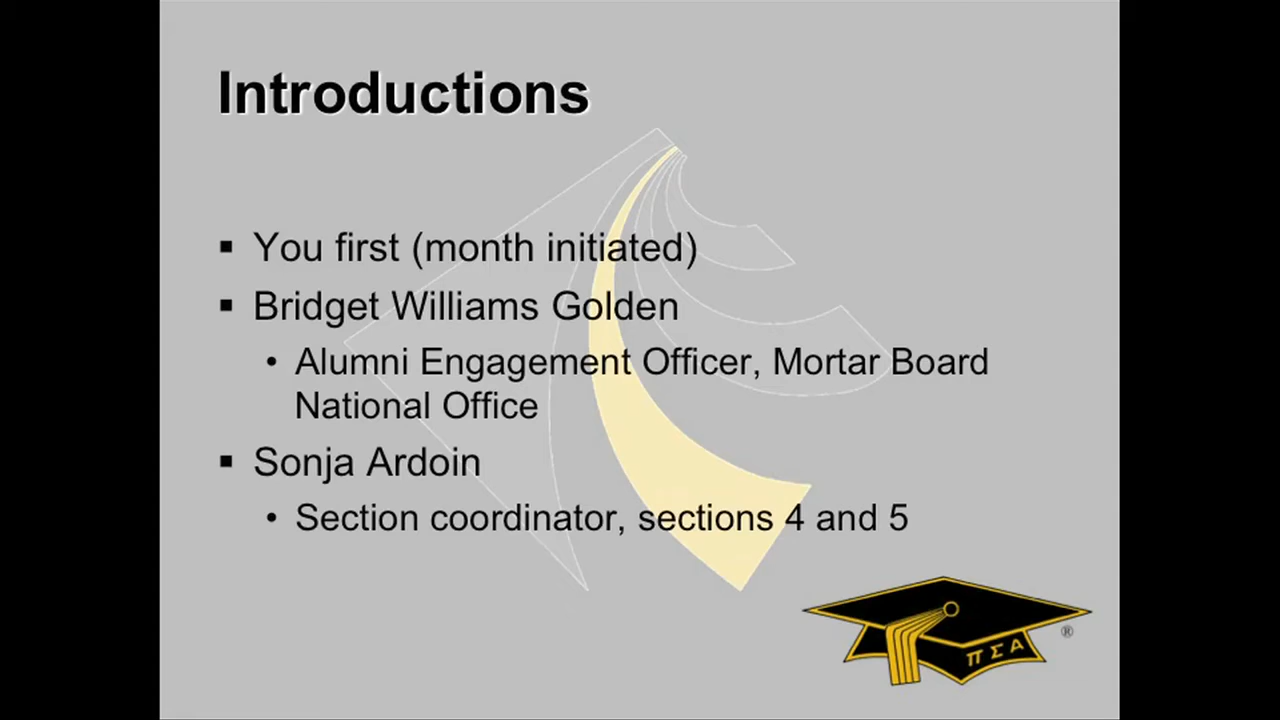 Introductions
▪ You first (month initiated)
▪ Bridget Williams Golden
• Alumni Engagement Officer, Mortar Board
National Office
▪ Sonja Ardoin
• Section coordinator, sections 4 and 5
®
ΠΣΑ